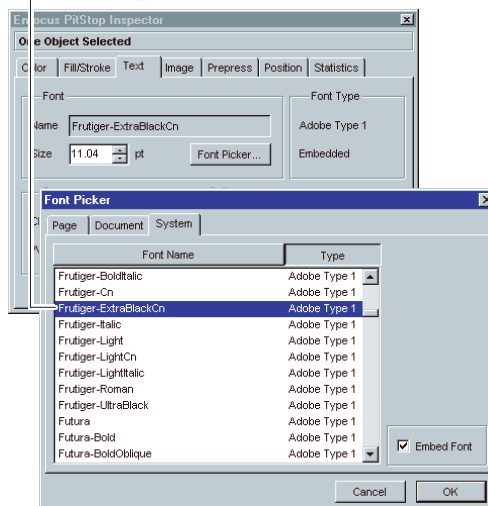 Enfocus PitStop Inspector
One Object Selected
Color Fill/Stroke Text Image Prepress Position Statistics
Font
Font Type
Name Frutiger-ExtraBlackCn
Adobe Type 1
Size 11.04 pt Font Picker...
Embedded
Font Picker
Page Document System
Font Name Type
Frutiger-BoldItalic Adobe Type 1
Frutiger-Cn Adobe Type 1
Frutiger-ExtraBlackCn Adobe Type 1
Frutiger-Italic Adobe Type 1
Frutiger-Light Adobe Type 1
Frutiger-LightCn Adobe Type 1
Frutiger-LightItalic Adobe Type 1
Frutiger-Roman Adobe Type 1
Frutiger-UltraBlack Adobe Type 1
Futura Adobe Type 1
Futura-Bold Adobe Type 1
Futura-BoldOblique Adobe Type 1
Embed Font
Cancel OK